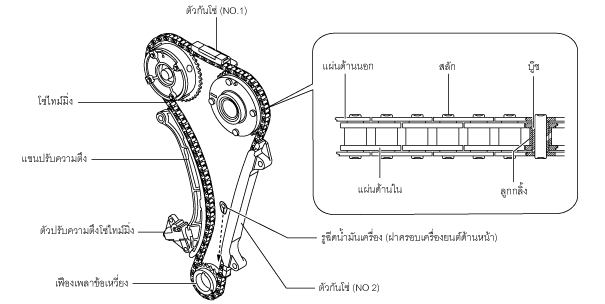 ตัวกันโซ่ (NO.1)
แผ่นด้านนอก
สลัก
บู๊ช
โซ่ไทม์มิ่ง
แขนปรับความตึง
แผ่นด้านใน
ลูกกลิ้ง
ตัวปรับความตึงโซ่ไทม์มิ่ง
รูฉีดน้ำมันเครื่อง (ฝาครอบเครื่องยนต์ด้านหน้า)
เฟืองเพลาข้อเหวี่ยง
ตัวกันโซ่ (NO 2)